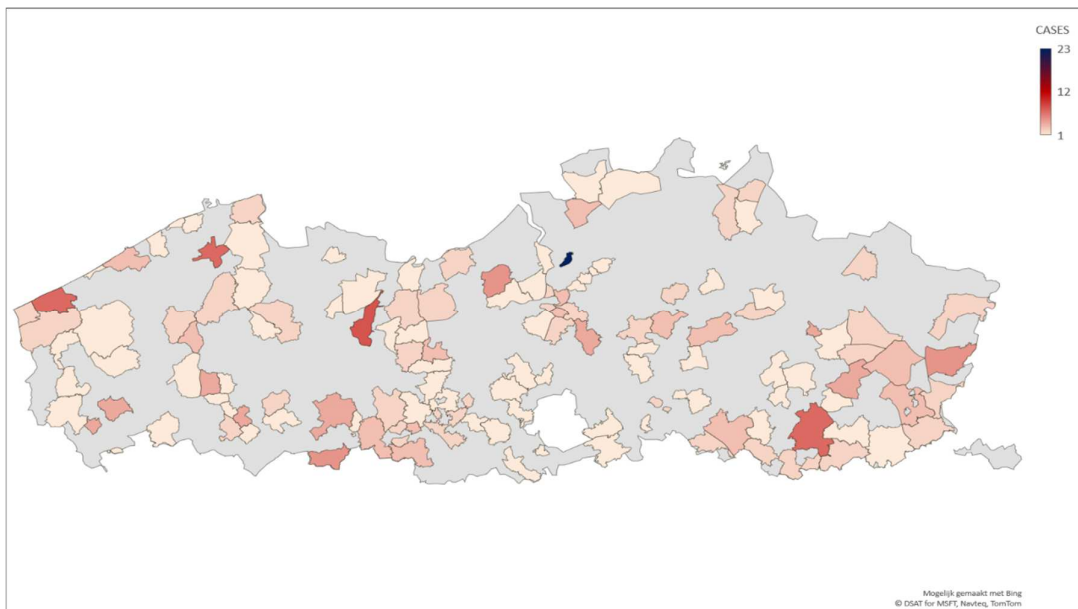 CASES
23
12
1
Mogelijk gemaakt met Bing
© DSAT for MSFT, Navteq, TomTom